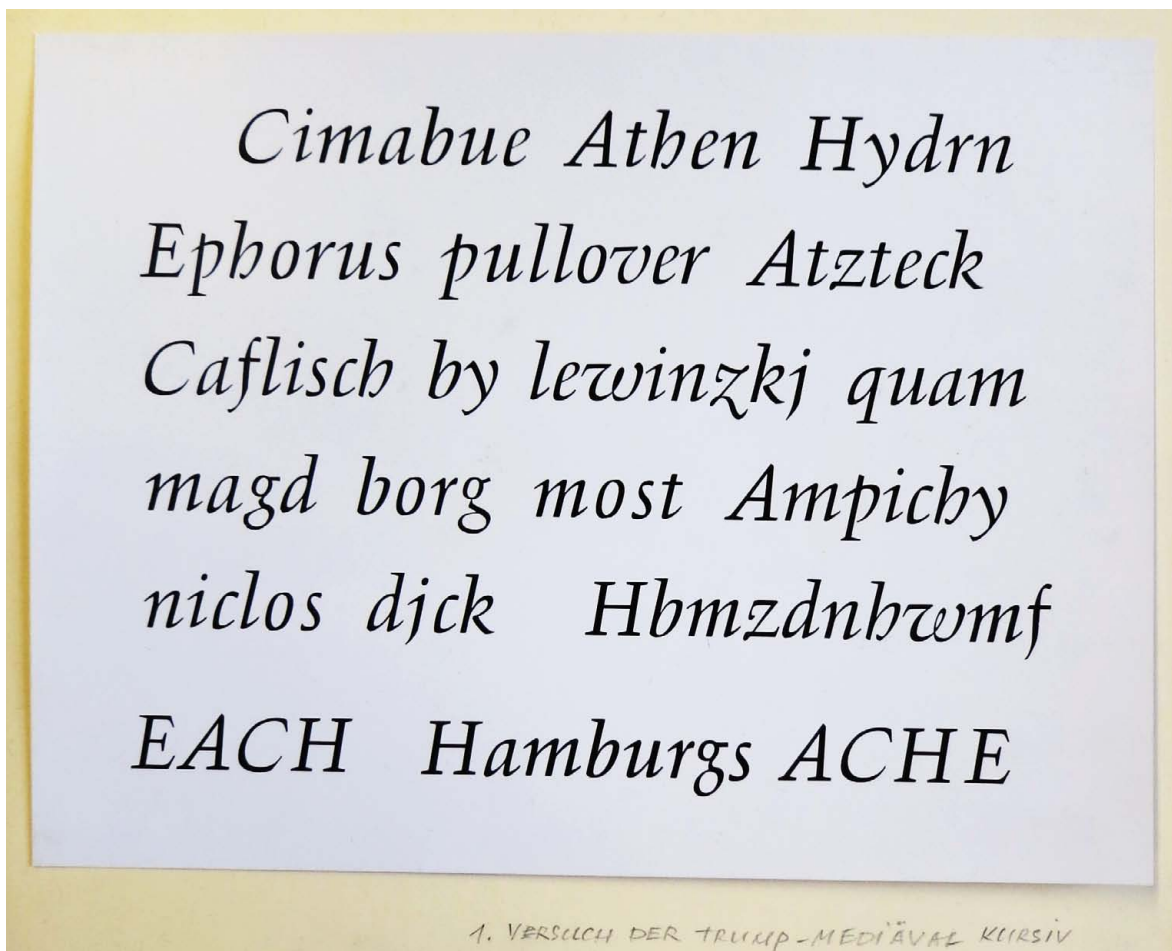 Cimabue Athen Hydrn
Ephorus pullover Atzteck
Caflisch by lewinzkj quam
magd borg most Ampichy
niclos djck Hbmzdnhwmf
EACH Hamburgs ACHE
1. VERSUCH DER TRUMP-MEDIÄVAL KURSIV